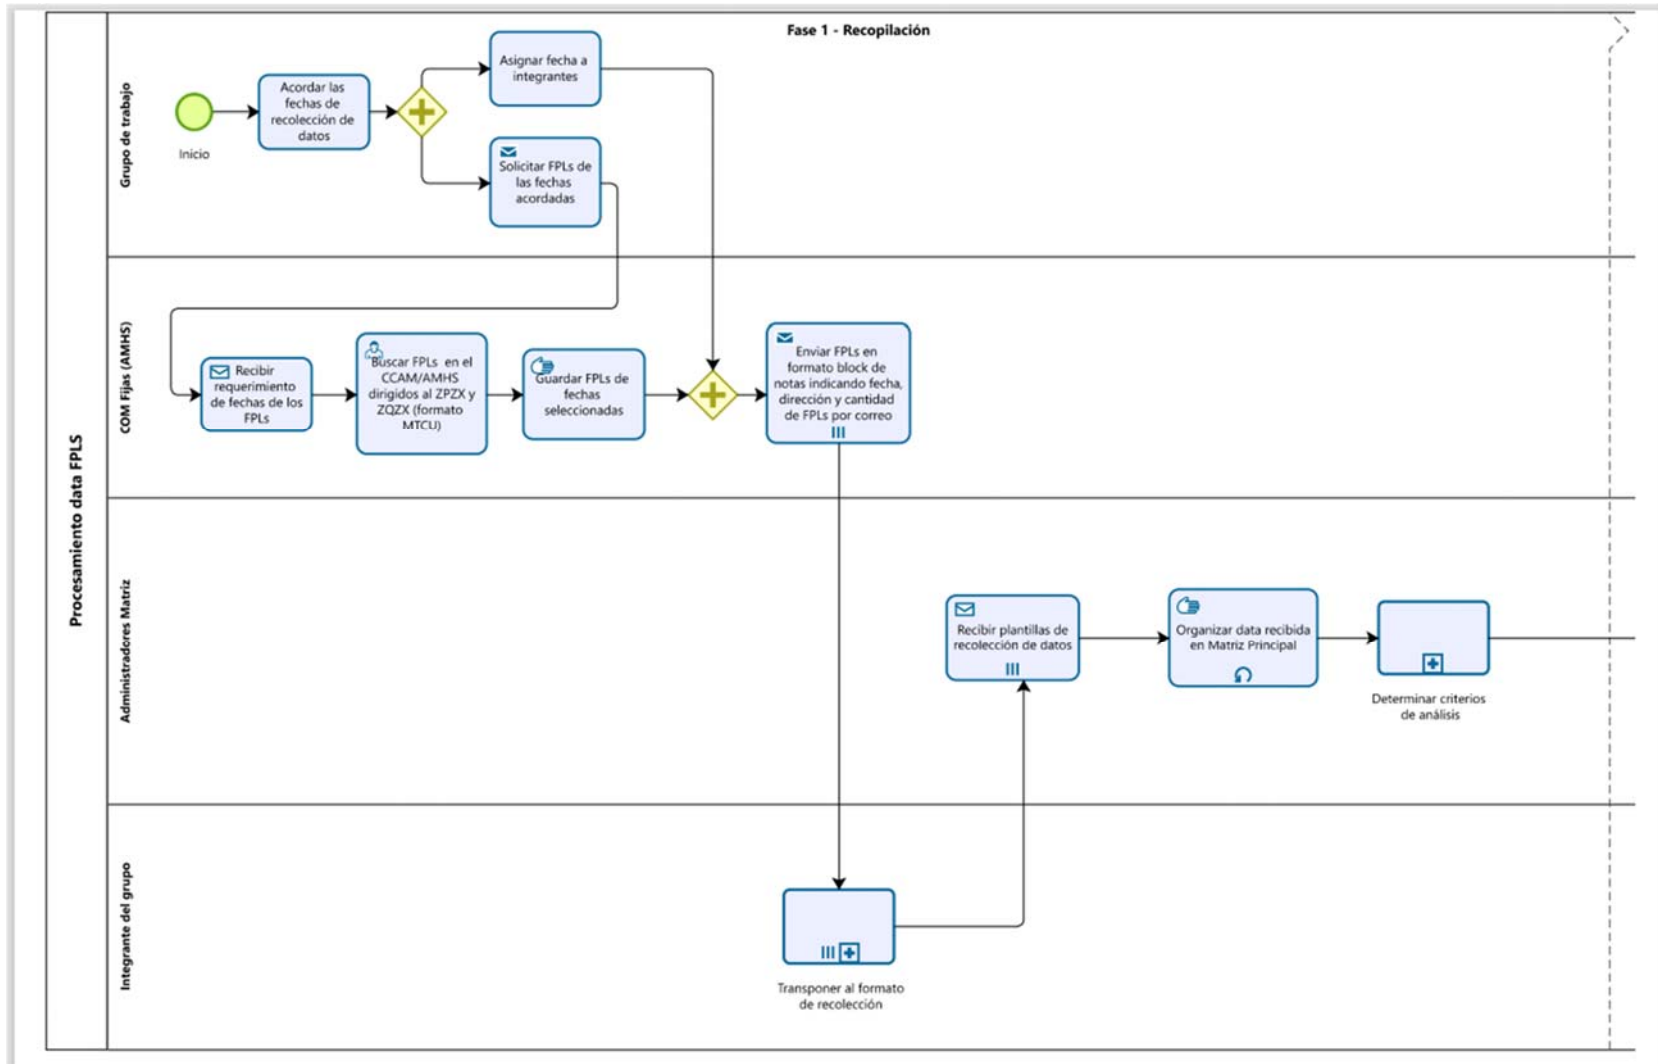 Fase 1 - Recopilación
Procesamiento data FPLS
Grupo de trabajo
Inicio
Acordar las
fechas de
recolección de
datos
Asignar fecha a
integrantes
Solicitar FPLs de
las fechas
acordadas
COM Fijas (AMHS)
Recibir
requerimiento
de fechas de los
FPLs
Buscar FPLs en el
CCAM/AMHS
dirigidos al ZPZX y
ZQZX (formato
MTCU)
Guardar FPLs de
fechas
seleccionadas
Enviar FPLs en
formato block de
notas indicando fecha,
dirección y cantidad
de FPLs por correo
Administradores Matriz
Recibir plantillas de
recolección de datos
Organizar data recibida
en Matriz Principal
Determinar criterios
de análisis
Integrante del grupo
Transponer al formato
de recolección